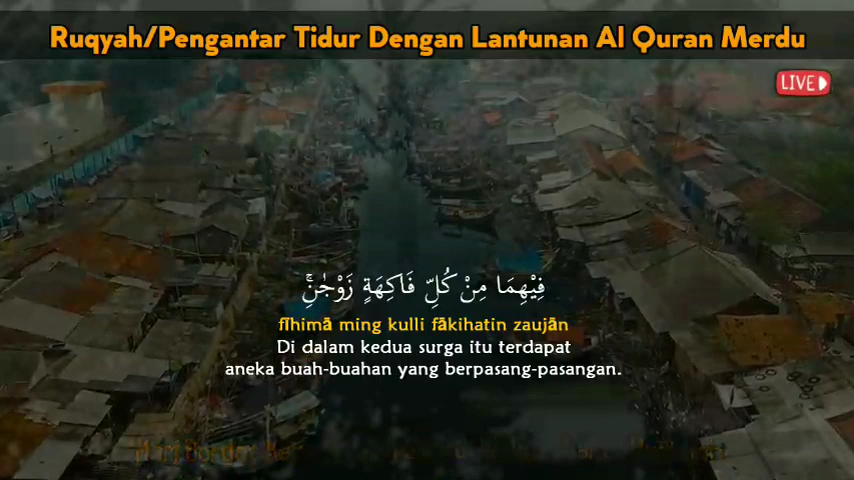 Ruqyah/Pengantar Tidur Dengan Lantunan Al Quran Merdu
LIVE
فِيْهِمَا مِنْ كُلِّ فَاكِهَةٍ زَوْجٰنِۚ
fīhimā ming kulli fākihatin zaujān
Di dalam kedua surga itu terdapat
aneka buah-buahan yang berpasang-pasangan.